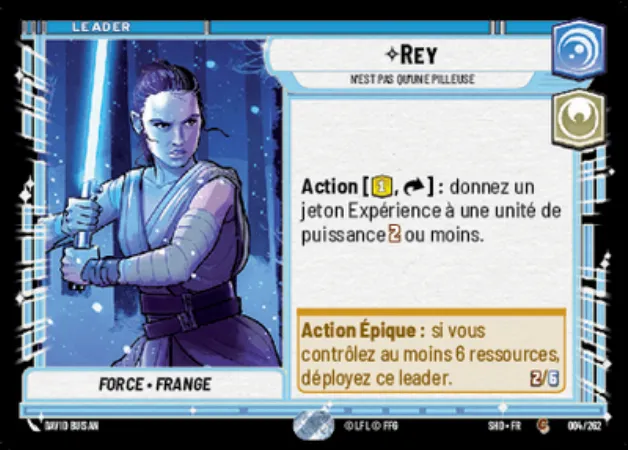 LEADER
REY
N'EST PAS QU'UNE PILLEUSE
Action [1, ] : donnez un
jeton Expérience à une unité de
puissance 2 ou moins.
Action Épique : si vous
contrôlez au moins 6 ressources,
déployez ce leader. 2/6
FORCE • FRANGE
DAVID BUISAN
© LFL © FFG
SHD • FR
004/262